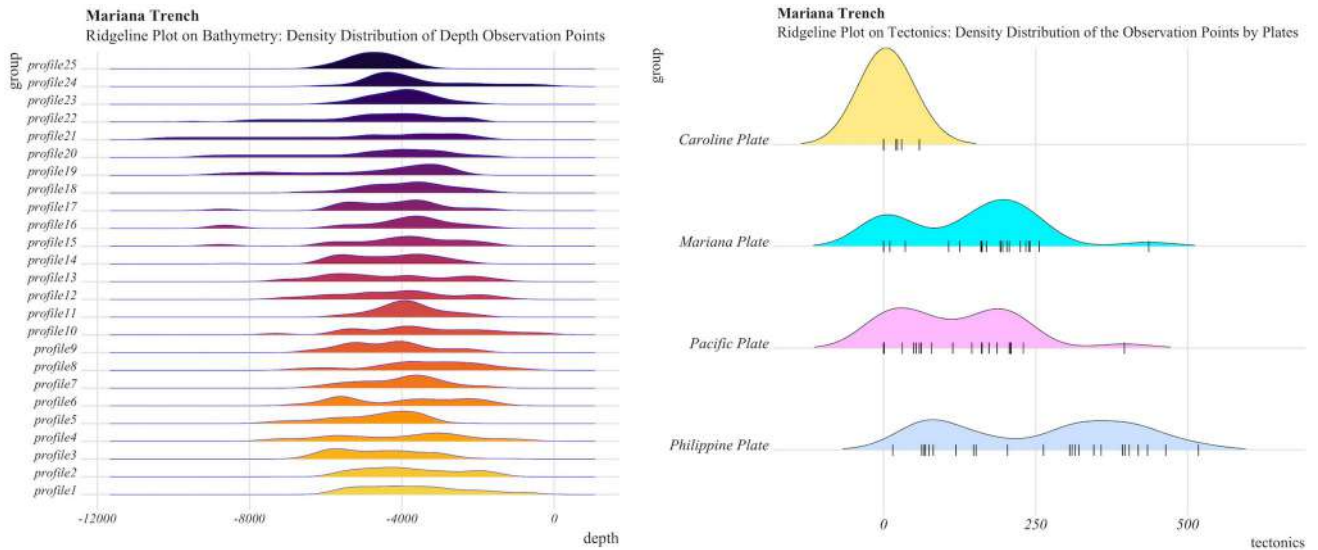 Mariana Trench
Ridgeline Plot on Bathymetry: Density Distribution of Depth Observation Points
group
profile25
profile24
profile23
profile22
profile21
profile20
profile19
profile18
profile17
profile16
profile15
profile14
profile13
profile12
profile11
profile10
profile9
profile8
profile7
profile6
profile5
profile4
profile3
profile2
profile1
-12000 -8000 -4000 0
depth
Mariana Trench
Ridgeline Plot on Tectonics: Density Distribution of the Observation Points by Plates
group
Caroline Plate
Mariana Plate
Pacific Plate
Philippine Plate
0 250 500
tectonics